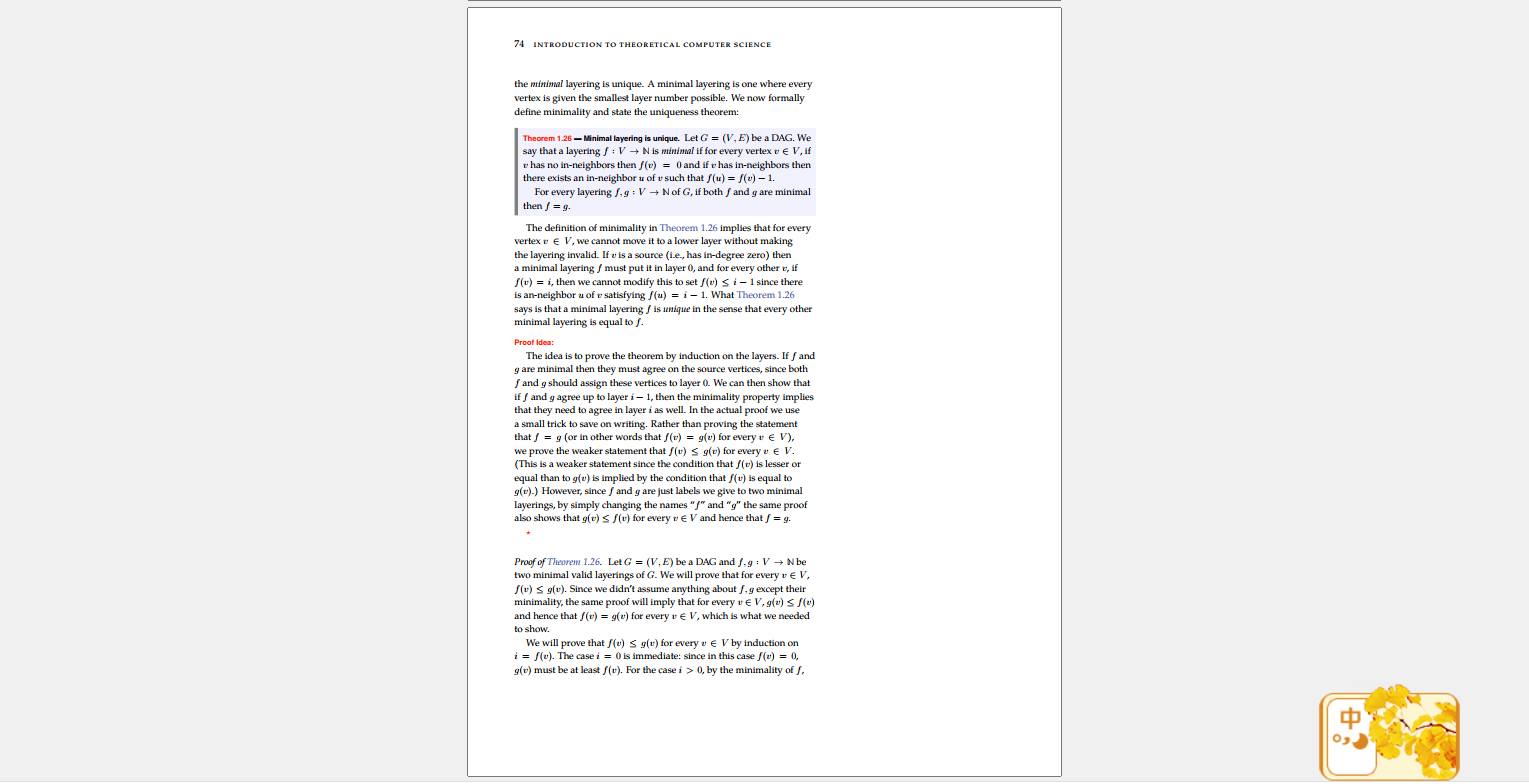 74 INTRODUCTION TO THEORETICAL COMPUTER SCIENCE
the minimal layering is unique. A minimal layering is one where every
vertex is given the smallest layer number possible. We now formally
define minimality and state the uniqueness theorem:
Theorem 1.26 — Minimal layering is unique. Let G = (V, E) be a DAG. We
say that a layering f : V → ℕ is minimal if for every vertex v ∈ V, if
v has no in-neighbors then f(v) = 0 and if v has in-neighbors then
there exists an in-neighbor u of v such that f(u) = f(v) − 1.
For every layering f, g : V → ℕ of G, if both f and g are minimal
then f = g.
The definition of minimality in Theorem 1.26 implies that for every
vertex v ∈ V, we cannot move it to a lower layer without making
the layering invalid. If v is a source (i.e., has in-degree zero) then
a minimal layering f must put it in layer 0, and for every other v, if
f(v) = i, then we cannot modify this to set f(v) ≤ i − 1 since there
is an-neighbor u of v satisfying f(u) = i − 1. What Theorem 1.26
says is that a minimal layering f is unique in the sense that every other
minimal layering is equal to f.
Proof Idea:
The idea is to prove the theorem by induction on the layers. If f and
g are minimal then they must agree on the source vertices, since both
f and g should assign these vertices to layer 0. We can then show that
if f and g agree up to layer i − 1, then the minimality property implies
that they need to agree in layer i as well. In the actual proof we use
a small trick to save on writing. Rather than proving the statement
that f = g (or in other words that f(v) = g(v) for every v ∈ V),
we prove the weaker statement that f(v) ≤ g(v) for every v ∈ V.
(This is a weaker statement since the condition that f(v) is lesser or
equal than to g(v) is implied by the condition that f(v) is equal to
g(v).) However, since f and g are just labels we give to two minimal
layerings, by simply changing the names “f” and “g” the same proof
also shows that g(v) ≤ f(v) for every v ∈ V and hence that f = g.
⋆
Proof of Theorem 1.26. Let G = (V, E) be a DAG and f, g : V → ℕ be
two minimal valid layerings of G. We will prove that for every v ∈ V,
f(v) ≤ g(v). Since we didn’t assume anything about f, g except their
minimality, the same proof will imply that for every v ∈ V, g(v) ≤ f(v)
and hence that f(v) = g(v) for every v ∈ V, which is what we needed
to show.
We will prove that f(v) ≤ g(v) for every v ∈ V by induction on
i = f(v). The case i = 0 is immediate: since in this case f(v) = 0,
g(v) must be at least f(v). For the case i > 0, by the minimality of f,
中